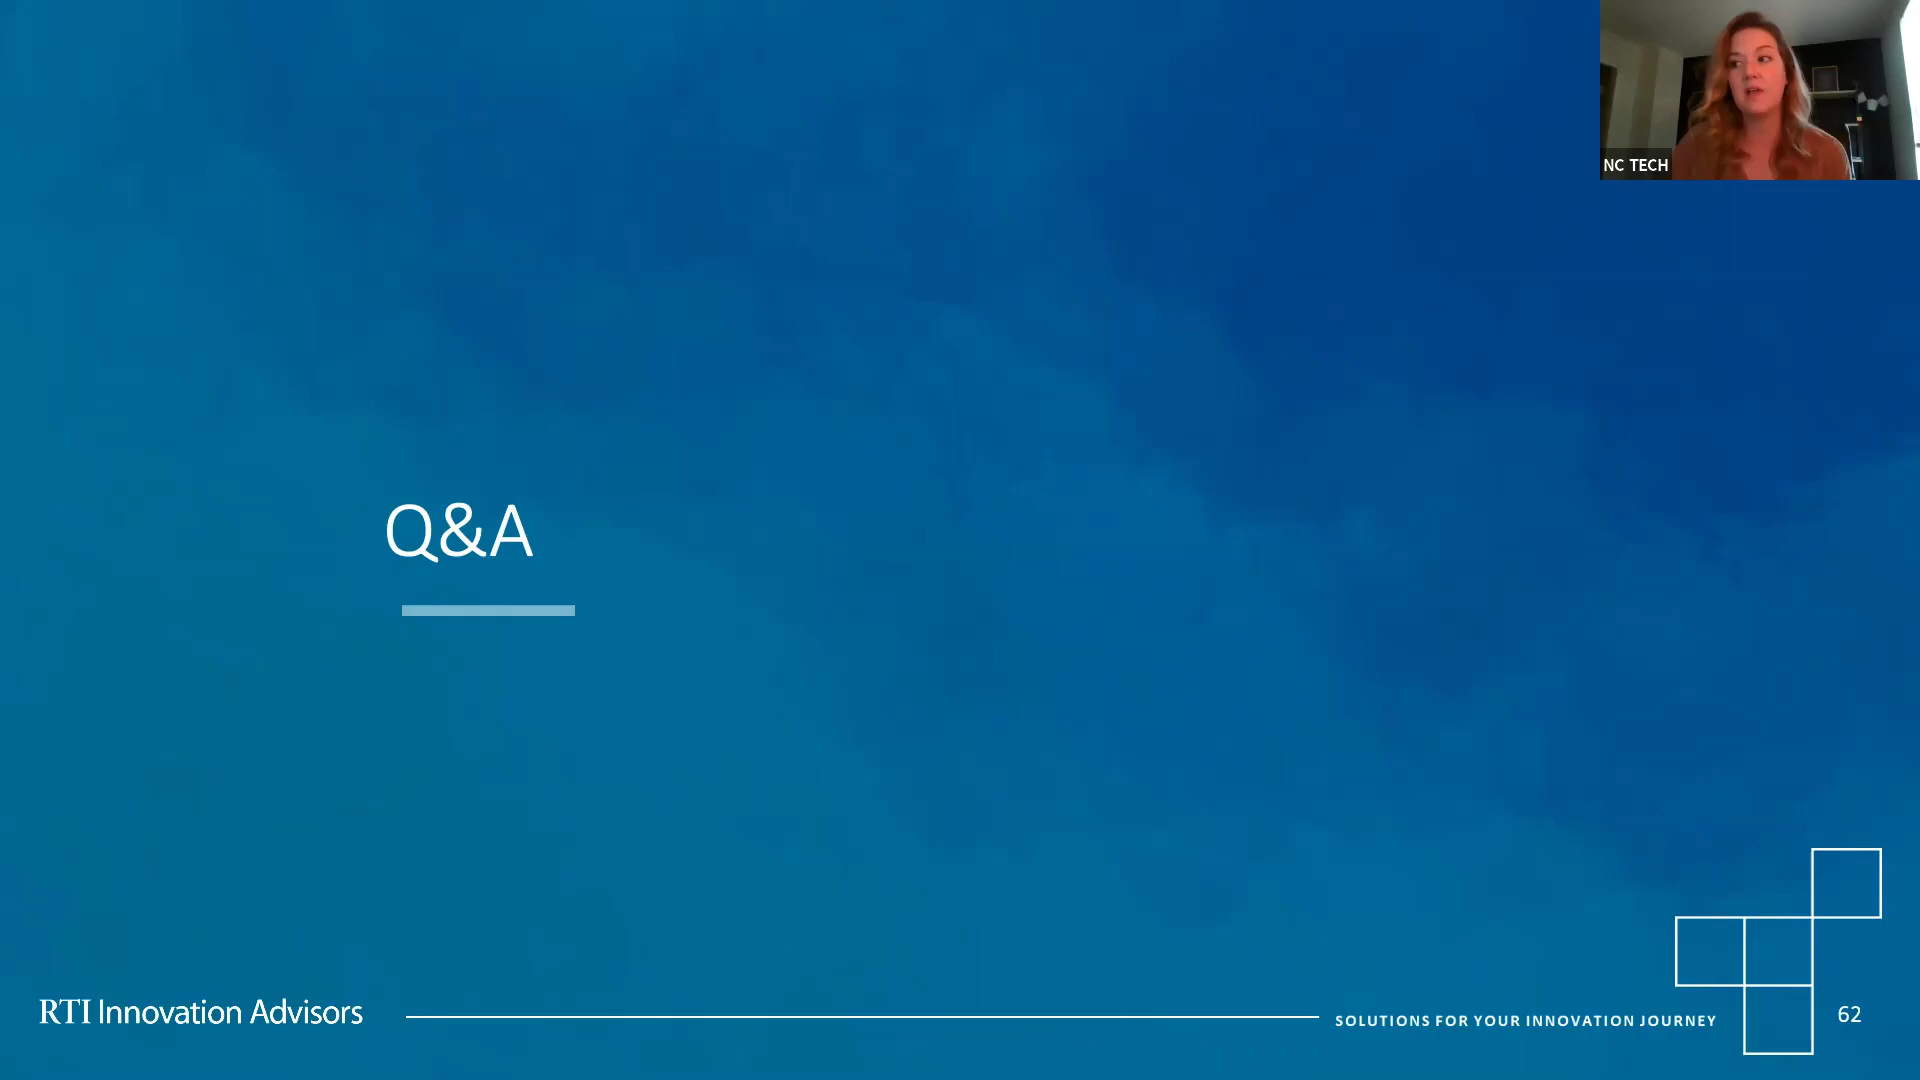 NC TECH
Q&A
RTI Innovation Advisors
SOLUTIONS FOR YOUR INNOVATION JOURNEY
62